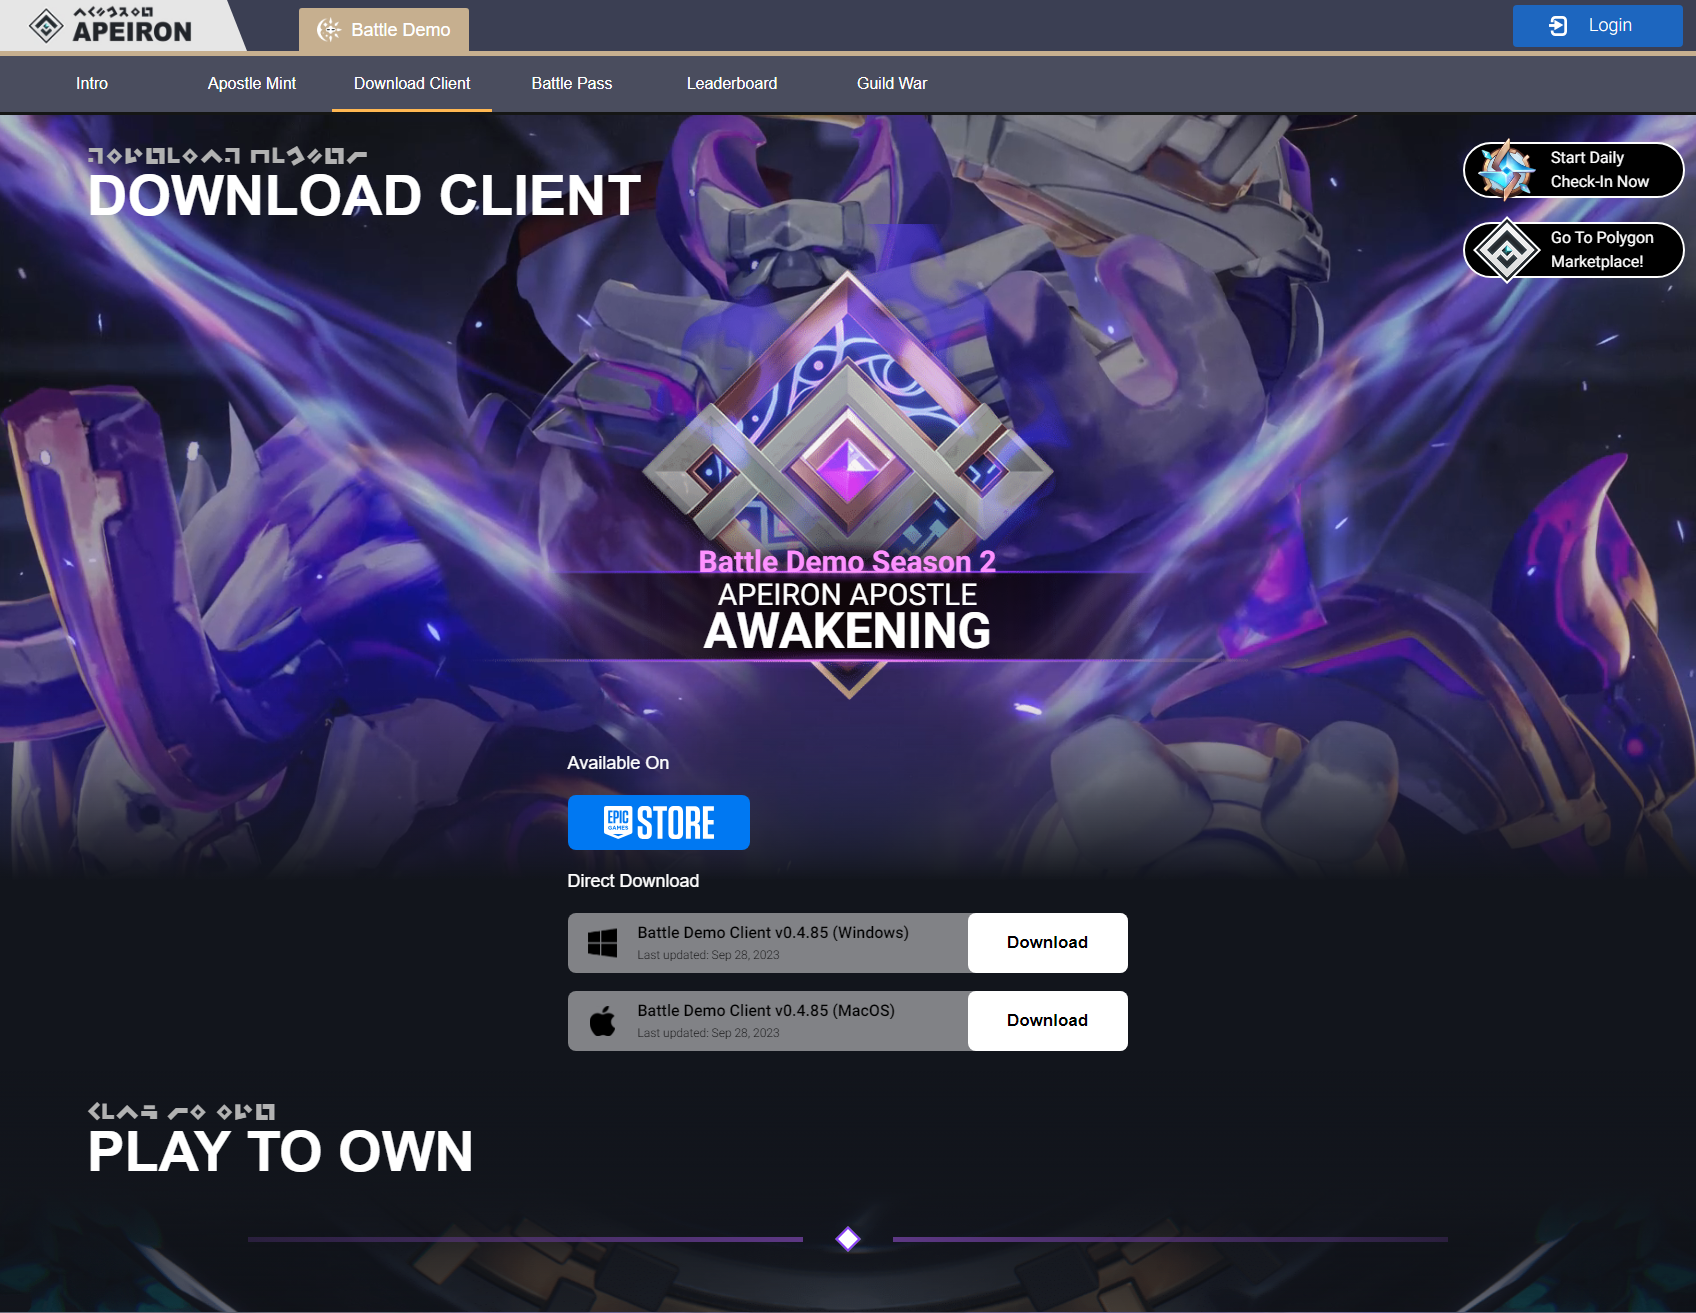 APEIRON
Battle Demo
Login
Intro
Apostle Mint
Download Client
Battle Pass
Leaderboard
Guild War
DOWNLOAD CLIENT
Start Daily
Check-In Now
Go To Polygon
Marketplace!
Battle Demo Season 2
APEIRON APOSTLE
AWAKENING
Available On
EPIC
GAMES
STORE
Direct Download
Battle Demo Client v0.4.85 (Windows)
Last updated: Sep 28, 2023
Download
Battle Demo Client v0.4.85 (MacOS)
Last updated: Sep 28, 2023
Download
PLAY TO OWN